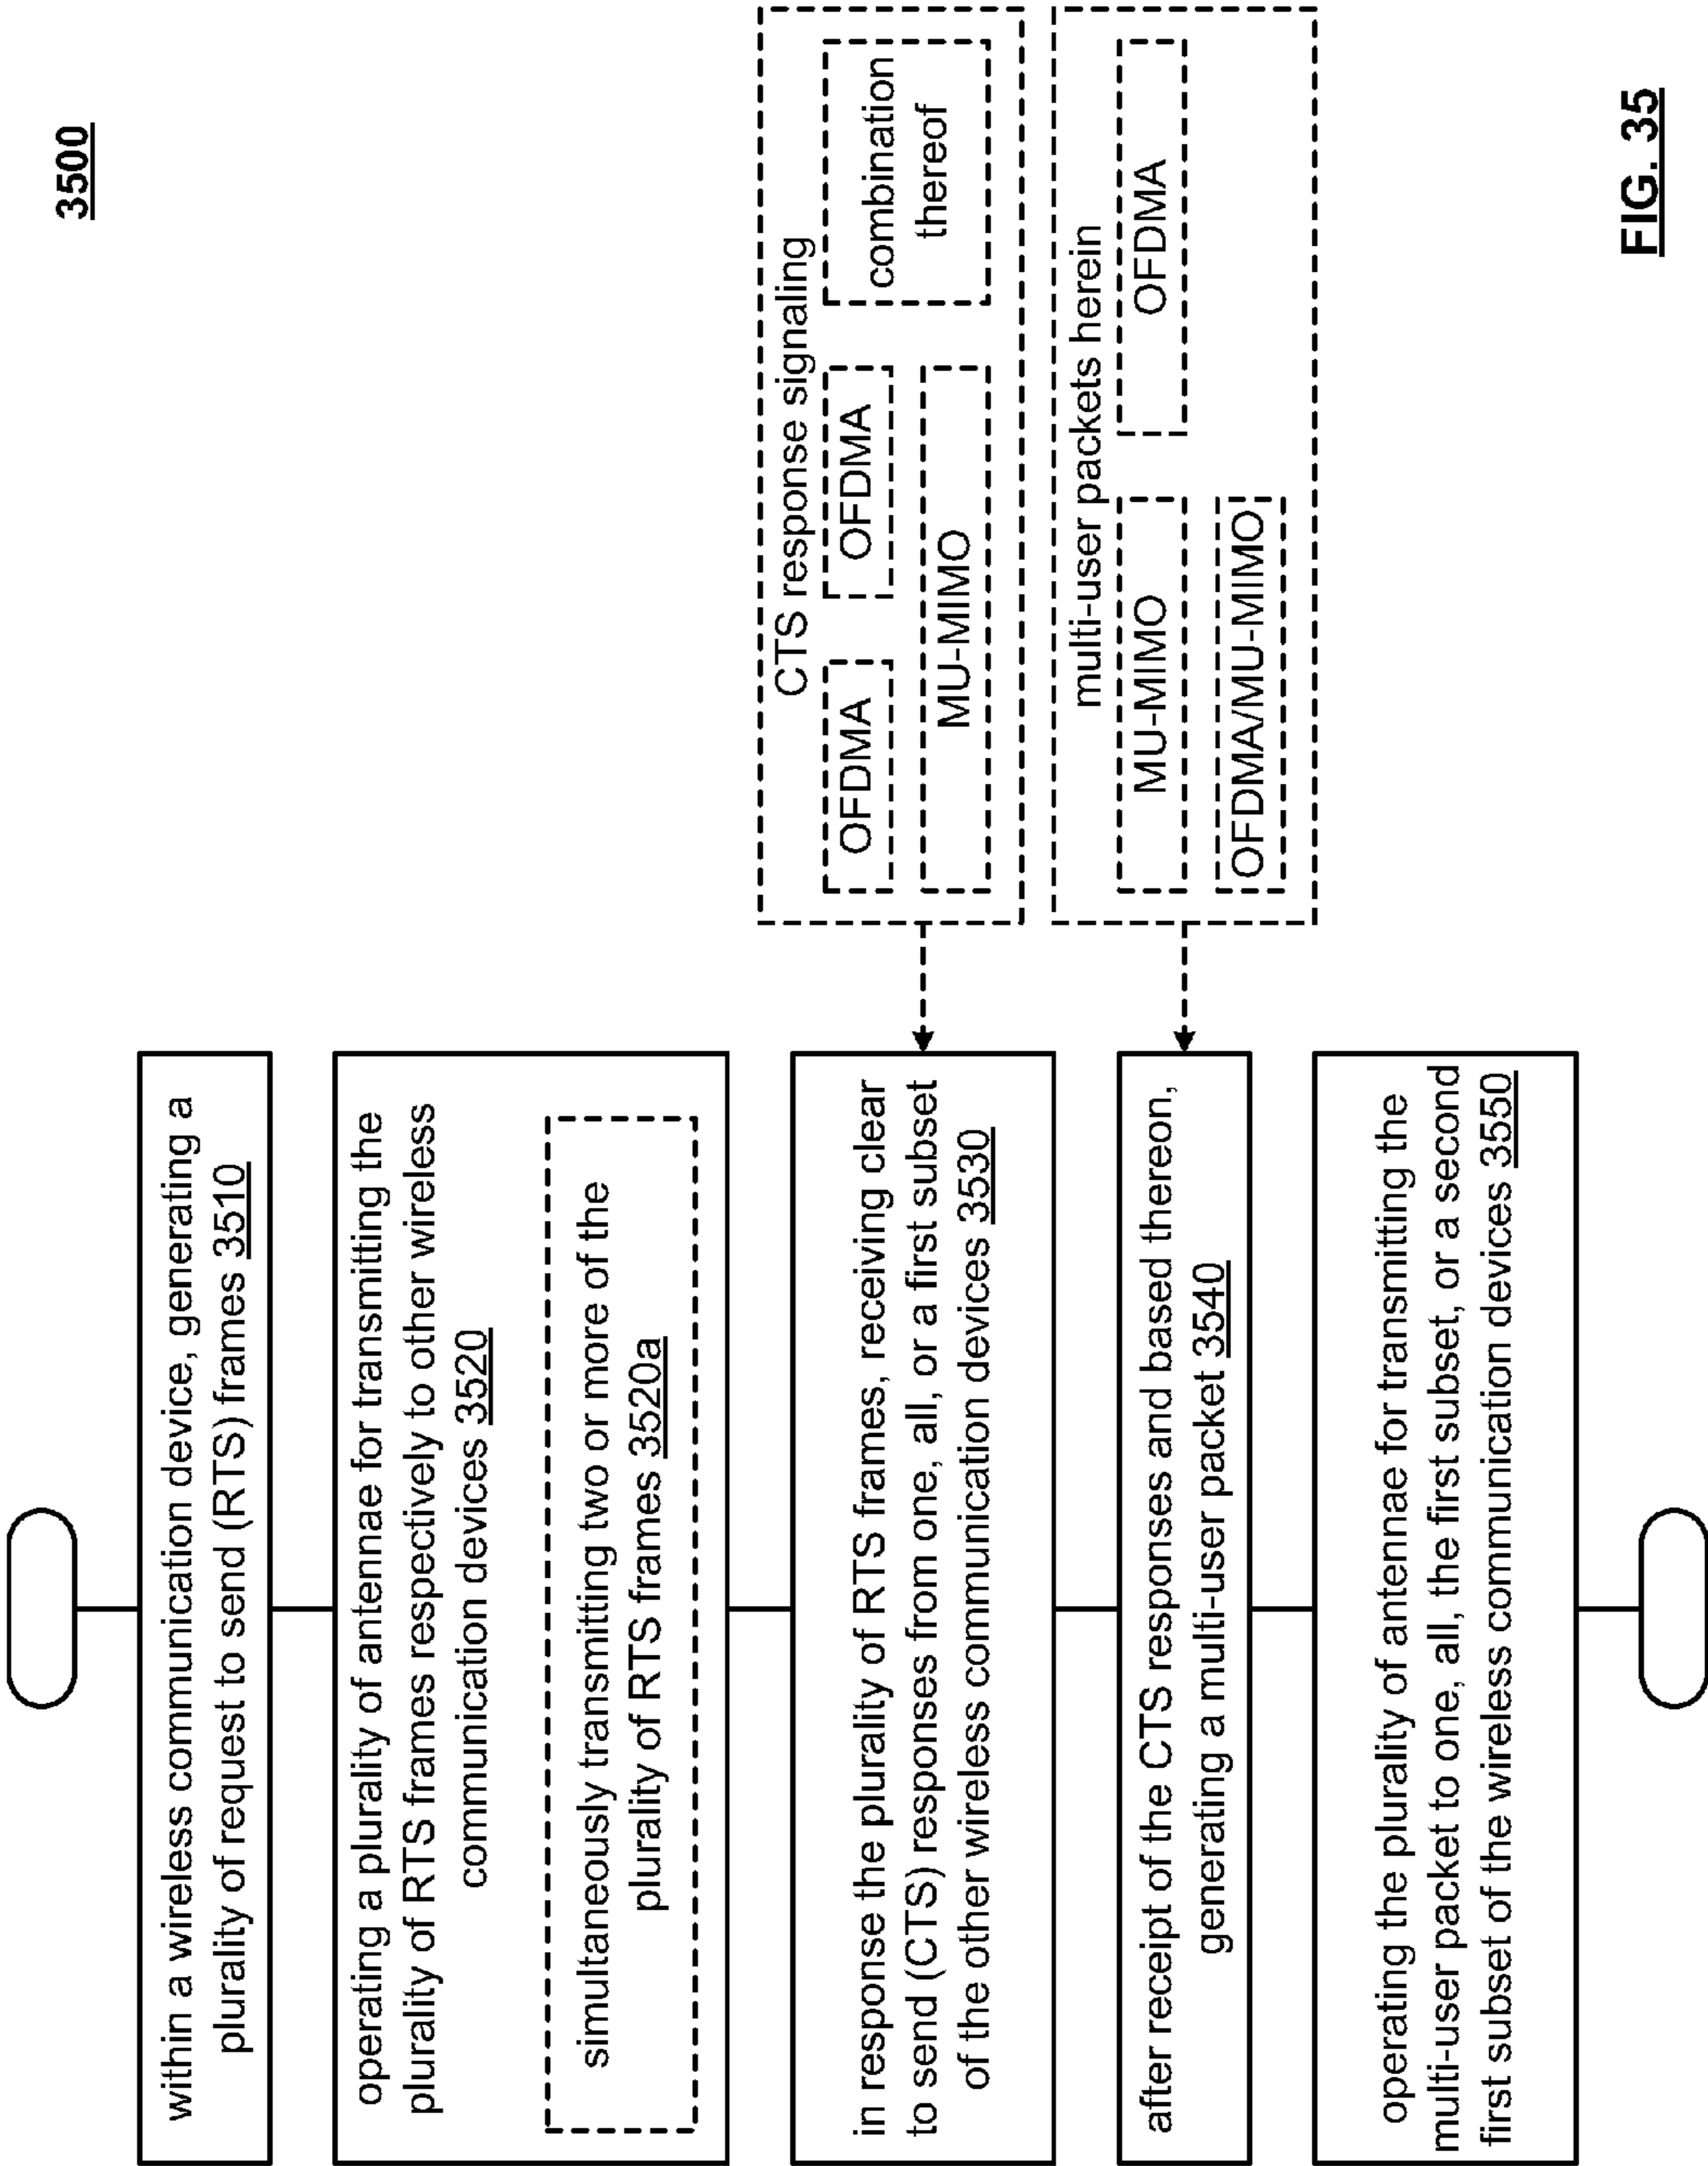 3500
within a wireless communication device, generating a
plurality of request to send (RTS) frames 3510
operating a plurality of antennae for transmitting the
plurality of RTS frames respectively to other wireless
communication devices 3520
simultaneously transmitting two or more of the
plurality of RTS frames 3520a
in response the plurality of RTS frames, receiving clear
to send (CTS) responses from one, all, or a first subset
of the other wireless communication devices 3530
CTS response signaling
OFDMA
OFDMA
MU-MIMO
combination
thereof
after receipt of the CTS responses and based thereon,
generating a multi-user packet 3540
multi-user packets herein
MU-MIMO
OFDMA
OFDMA/MU-MIMO
operating the plurality of antennae for transmitting the
multi-user packet to one, all, the first subset, or a second
first subset of the wireless communication devices 3550
FIG. 35